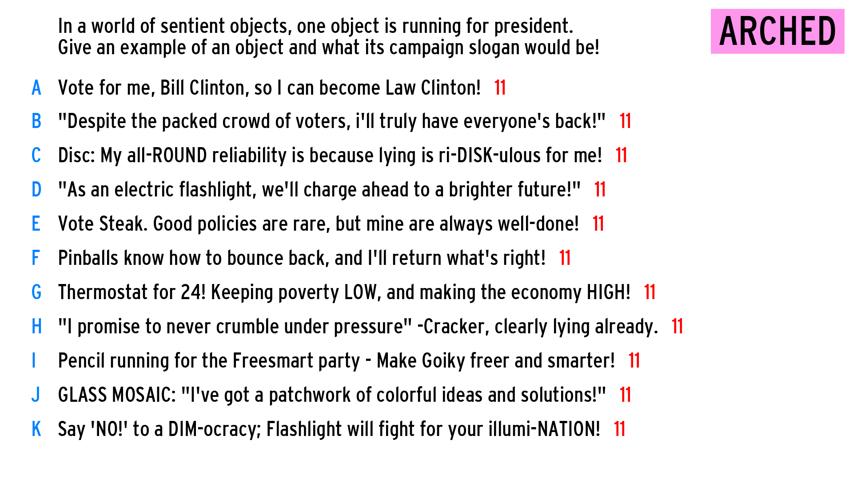 In a world of sentient objects, one object is running for president.
Give an example of an object and what its campaign slogan would be!
ARCHED
A Vote for me, Bill Clinton, so I can become Law Clinton! 11
B "Despite the packed crowd of voters, i'll truly have everyone's back!" 11
C Disc: My all-ROUND reliability is because lying is ri-DISK-ulous for me! 11
D "As an electric flashlight, we'll charge ahead to a brighter future!" 11
E Vote Steak. Good policies are rare, but mine are always well-done! 11
F Pinballs know how to bounce back, and I'll return what's right! 11
G Thermostat for 24! Keeping poverty LOW, and making the economy HIGH! 11
H "I promise to never crumble under pressure" -Cracker, clearly lying already. 11
I Pencil running for the Freesmart party - Make Goiky freer and smarter! 11
J GLASS MOSAIC: "I've got a patchwork of colorful ideas and solutions!" 11
K Say 'NO!' to a DIM-ocracy; Flashlight will fight for your illumi-NATION! 11